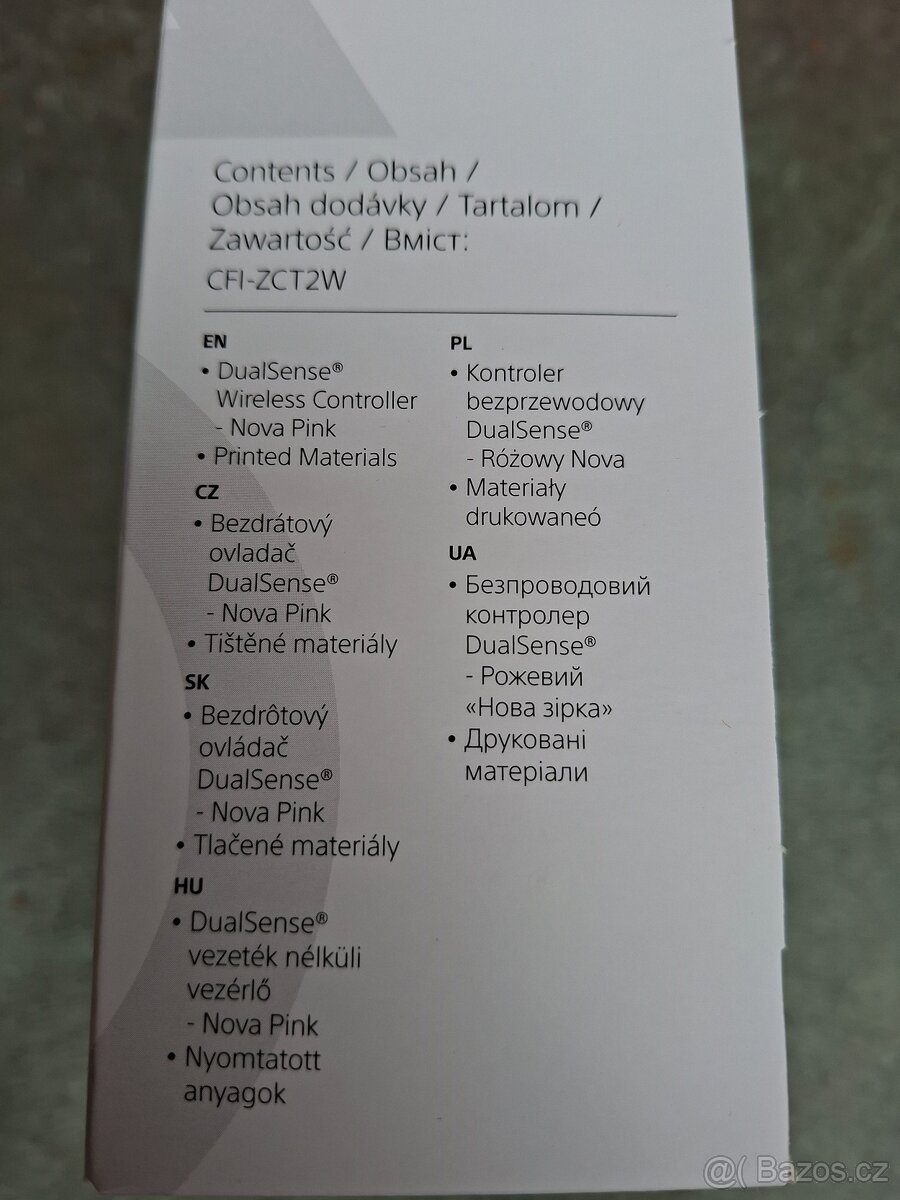 Contents / Obsah /
Obsah dodávky / Tartalom /
Zawartość / Вміст:
CFI-ZCT2W
EN
• DualSense®
Wireless Controller
- Nova Pink
• Printed Materials
CZ
• Bezdrátový
ovladač
DualSense®
- Nova Pink
• Tištěné materiály
SK
• Bezdrôtový
ovládač
DualSense®
- Nova Pink
• Tlačené materiály
HU
• DualSense®
vezeték nélküli
vezérlő
- Nova Pink
• Nyomtatott
anyagok
PL
• Kontroler
bezprzewodowy
DualSense®
- Różowy Nova
• Materiały
drukowaneó
UA
• Безпроводовий
контролер
DualSense®
- Рожевий
«Нова зірка»
• Друковані
матеріали
@( Bazos.cz